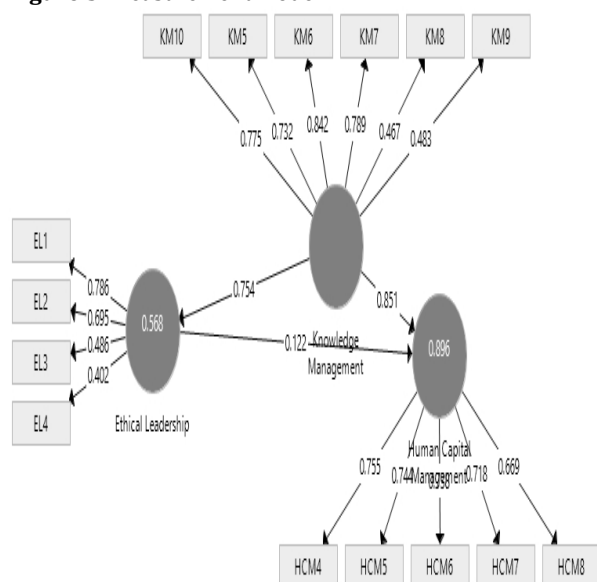 KM10 KM5 KM6 KM7 KM8 KM9
0.775 0.732 0.842 0.789 0.467 0.483
EL1
EL2
EL3
EL4
0.786
0.695
0.486
0.402
0.568
Ethical Leadership
0.754
0.851
0.122
Knowledge
Management
0.896
Human Capital
Management
0.755 0.744 0.718 0.669
HCM4 HCM5 HCM6 HCM7 HCM8